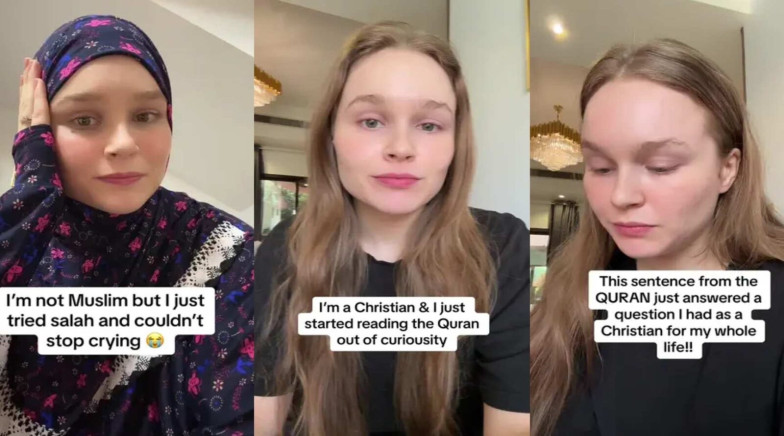 I'm not Muslim but I just
tried salah and couldn't
stop crying 😭
I'm a Christian & I just
started reading the Quran
out of curiousity
This sentence from the
QURAN just answered a
question I had as a
Christian for my whole
life!!